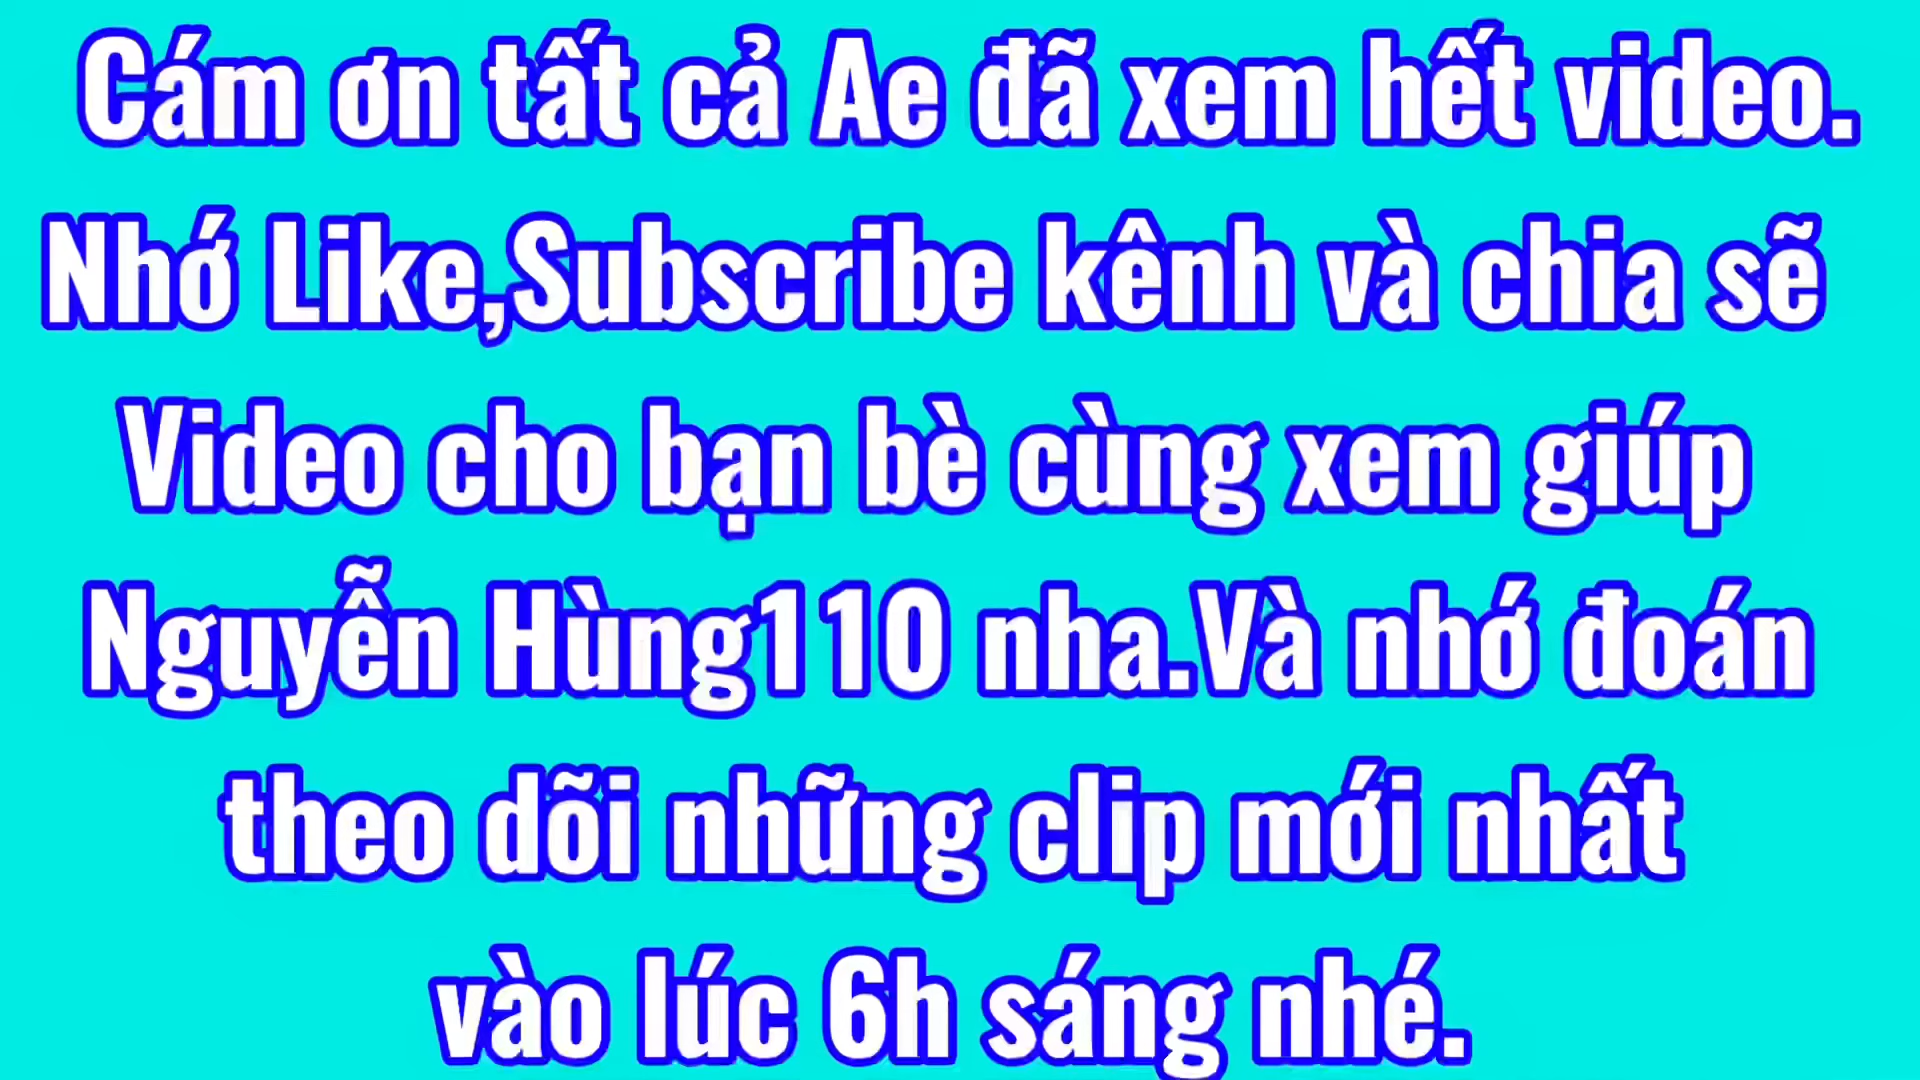 Cám ơn tất cả Ae đã xem hết video.
Nhớ Like,Subscribe kênh và chia sẽ
Video cho bạn bè cùng xem giúp
Nguyễn Hùng110 nha.Và nhớ đoán
theo dõi những clip mới nhất
vào lúc 6h sáng nhé.